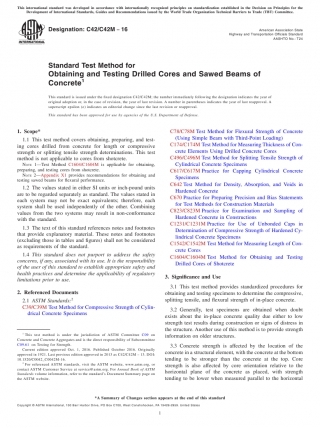 This international standard was developed in accordance with internationally recognized principles on standardization established in the Decision on Principles for the
Development of International Standards, Guides and Recommendations issued by the World Trade Organization Technical Barriers to Trade (TBT) Committee.
Designation: C42/C42M – 16
American Association State
Highway and Transportation Officers Standard
AASHTO No.: T24
Standard Test Method for
Obtaining and Testing Drilled Cores and Sawed Beams of
Concrete1
This standard is issued under the fixed designation C42/C42M; the number immediately following the designation indicates the year of
original adoption or, in the case of revision, the year of last revision. A number in parentheses indicates the year of last reapproval. A
superscript epsilon (ε) indicates an editorial change since the last revision or reapproval.
This standard has been approved for use by agencies of the U.S. Department of Defense.
1. Scope*
1.1 This test method covers obtaining, preparing, and test-
ing cores drilled from concrete for length or compressive
strength or splitting tensile strength determinations. This test
method is not applicable to cores from shotcrete.
NOTE 1—Test Method C1604/C1604M is applicable for obtaining,
preparing, and testing cores from shotcrete.
NOTE 2—Appendix X1 provides recommendations for obtaining and
testing sawed beams for flexural performance.
1.2 The values stated in either SI units or inch-pound units
are to be regarded separately as standard. The values stated in
each system may not be exact equivalents; therefore, each
system shall be used independently of the other. Combining
values from the two systems may result in non-conformance
with the standard.
1.3 The text of this standard references notes and footnotes
that provide explanatory material. These notes and footnotes
(excluding those in tables and figures) shall not be considered
as requirements of the standard.
1.4 This standard does not purport to address the safety
concerns, if any, associated with its use. It is the responsibility
of the user of this standard to establish appropriate safety and
health practices and determine the applicability of regulatory
limitations prior to use.
2. Referenced Documents
2.1 ASTM Standards:2
C39/C39M Test Method for Compressive Strength of Cylin-
drical Concrete Specimens
1 This test method is under the jurisdiction of ASTM Committee C09 on
Concrete and Concrete Aggregates and is the direct responsibility of Subcommittee
C09.61 on Testing for Strength.
Current edition approved Oct. 1, 2016. Published October 2016. Originally
approved in 1921. Last previous edition approved in 2013 as C42/C42M – 13. DOI:
10.1520/C0042_C0042M-16.
2 For referenced ASTM standards, visit the ASTM website, www.astm.org, or
contact ASTM Customer Service at service@astm.org. For Annual Book of ASTM
Standards volume information, refer to the standard's Document Summary page on
the ASTM website.
C78/C78M Test Method for Flexural Strength of Concrete
(Using Simple Beam with Third-Point Loading)
C174/C174M Test Method for Measuring Thickness of Con-
crete Elements Using Drilled Concrete Cores
C496/C496M Test Method for Splitting Tensile Strength of
Cylindrical Concrete Specimens
C617/C617M Practice for Capping Cylindrical Concrete
Specimens
C642 Test Method for Density, Absorption, and Voids in
Hardened Concrete
C670 Practice for Preparing Precision and Bias Statements
for Test Methods for Construction Materials
C823/C823M Practice for Examination and Sampling of
Hardened Concrete in Constructions
C1231/C1231M Practice for Use of Unbonded Caps in
Determination of Compressive Strength of Hardened Cy-
lindrical Concrete Specimens
C1542/C1542M Test Method for Measuring Length of Con-
crete Cores
C1604/C1604M Test Method for Obtaining and Testing
Drilled Cores of Shotcrete
3. Significance and Use
3.1 This test method provides standardized procedures for
obtaining and testing specimens to determine the compressive,
splitting tensile, and flexural strength of in-place concrete.
3.2 Generally, test specimens are obtained when doubt
exists about the in-place concrete quality due either to low
strength test results during construction or signs of distress in
the structure. Another use of this method is to provide strength
information on older structures.
3.3 Concrete strength is affected by the location of the
concrete in a structural element, with the concrete at the bottom
tending to be stronger than the concrete at the top. Core
strength is also affected by core orientation relative to the
horizontal plane of the concrete as placed, with strength
tending to be lower when measured parallel to the horizontal
*A Summary of Changes section appears at the end of this standard
Copyright © ASTM International, 100 Barr Harbor Drive, PO Box C700, West Conshohocken, PA 19428-2959. United States
1